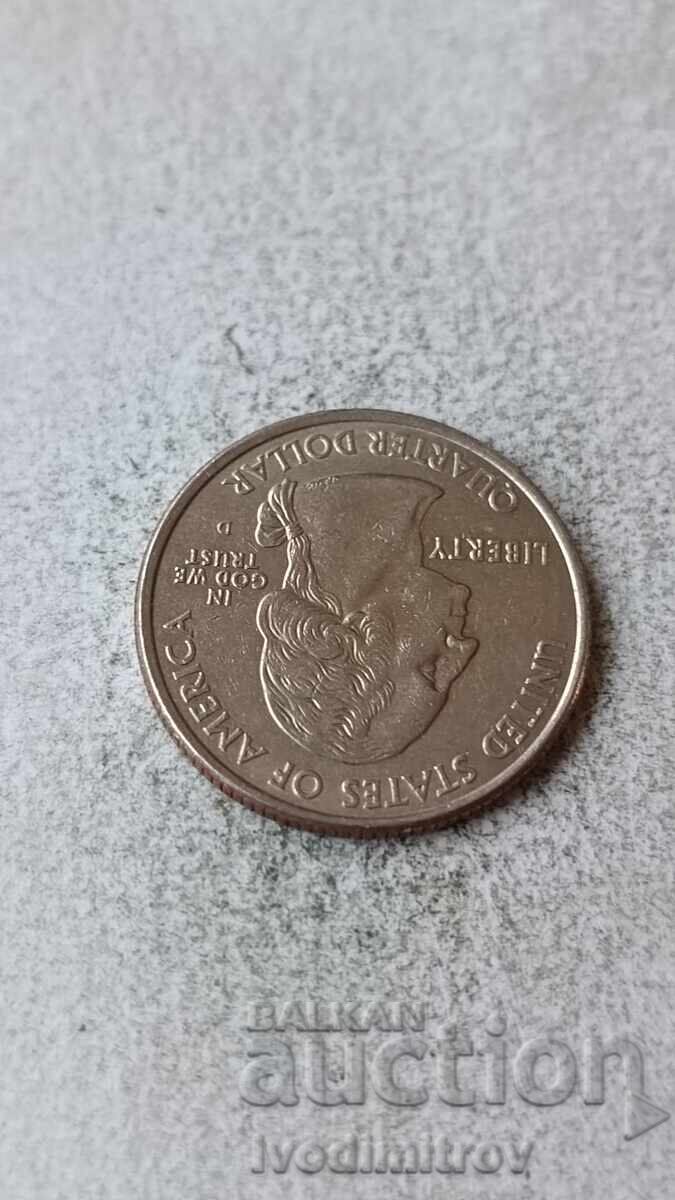 UNITED STATES OF AMERICA
LIBERTY
IN
GOD WE
TRUST
D
QUARTER DOLLAR
BALKAN
auction
Ivodimitrov